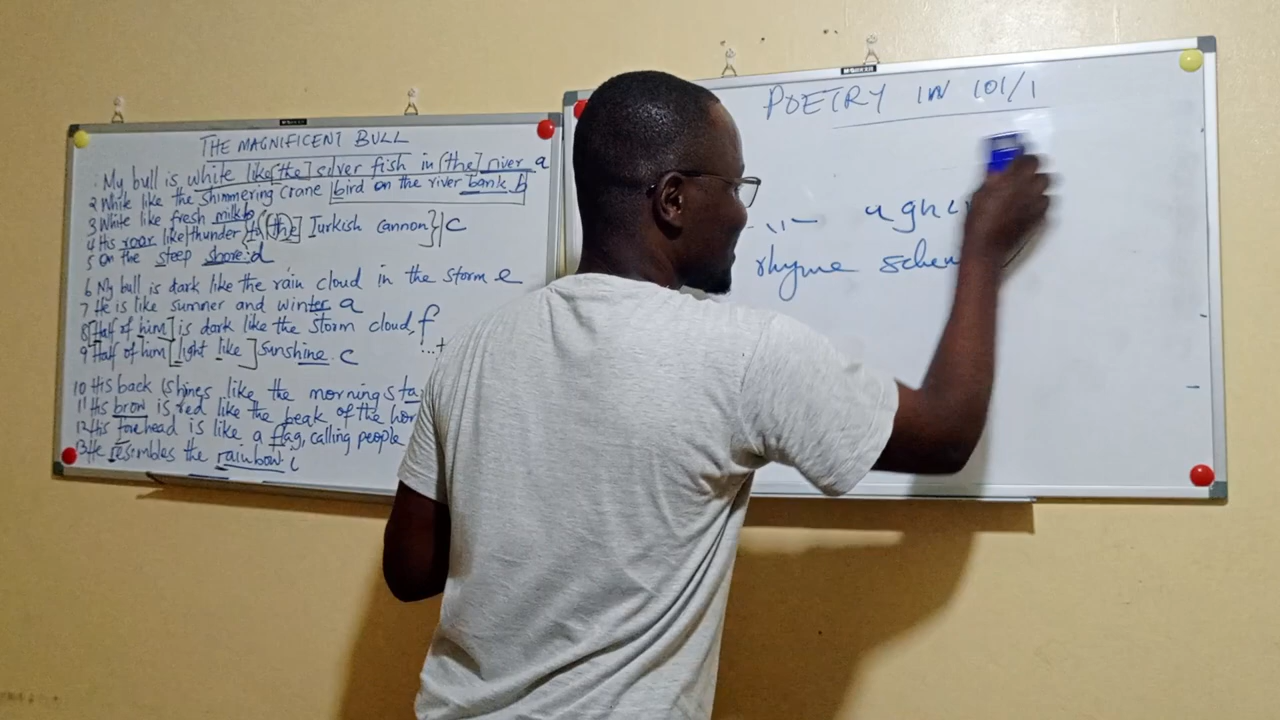 THE MAGNIFICENT BULL
1 My bull is white like [the] silver fish in [the] river a
2 White like the shimmering crane bird on the river bank b
3 White like fresh milk b
4 His roar like thunder to [the] Turkish cannon c
5 On the steep shore: d
6 My bull is dark like the rain cloud in the storm e
7 He is like summer and winter a
8 [Half of him] is dark like the storm cloud, f
9 Half of him [light like] sunshine. c
10 His back shines like the morning sta
11 His brow is red like the beak of the hor
12 His forehead is like a flag, calling people
13 He resembles the rainbow i
POETRY IN 101/1
rhyme schem